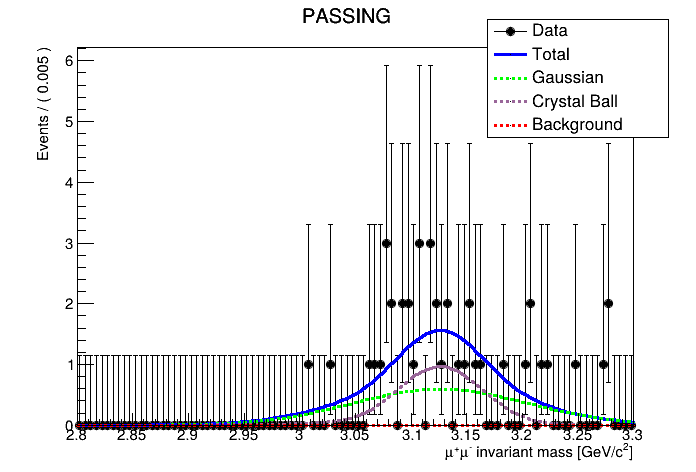 PASSING
Data
Total
Gaussian
Crystal Ball
Background
Events / ( 0.005 )
6
5
4
3
2
1
0
2.8 2.85 2.9 2.95 3 3.05 3.1 3.15 3.2 3.25 3.3
μ⁺μ⁻ invariant mass [GeV/c²]